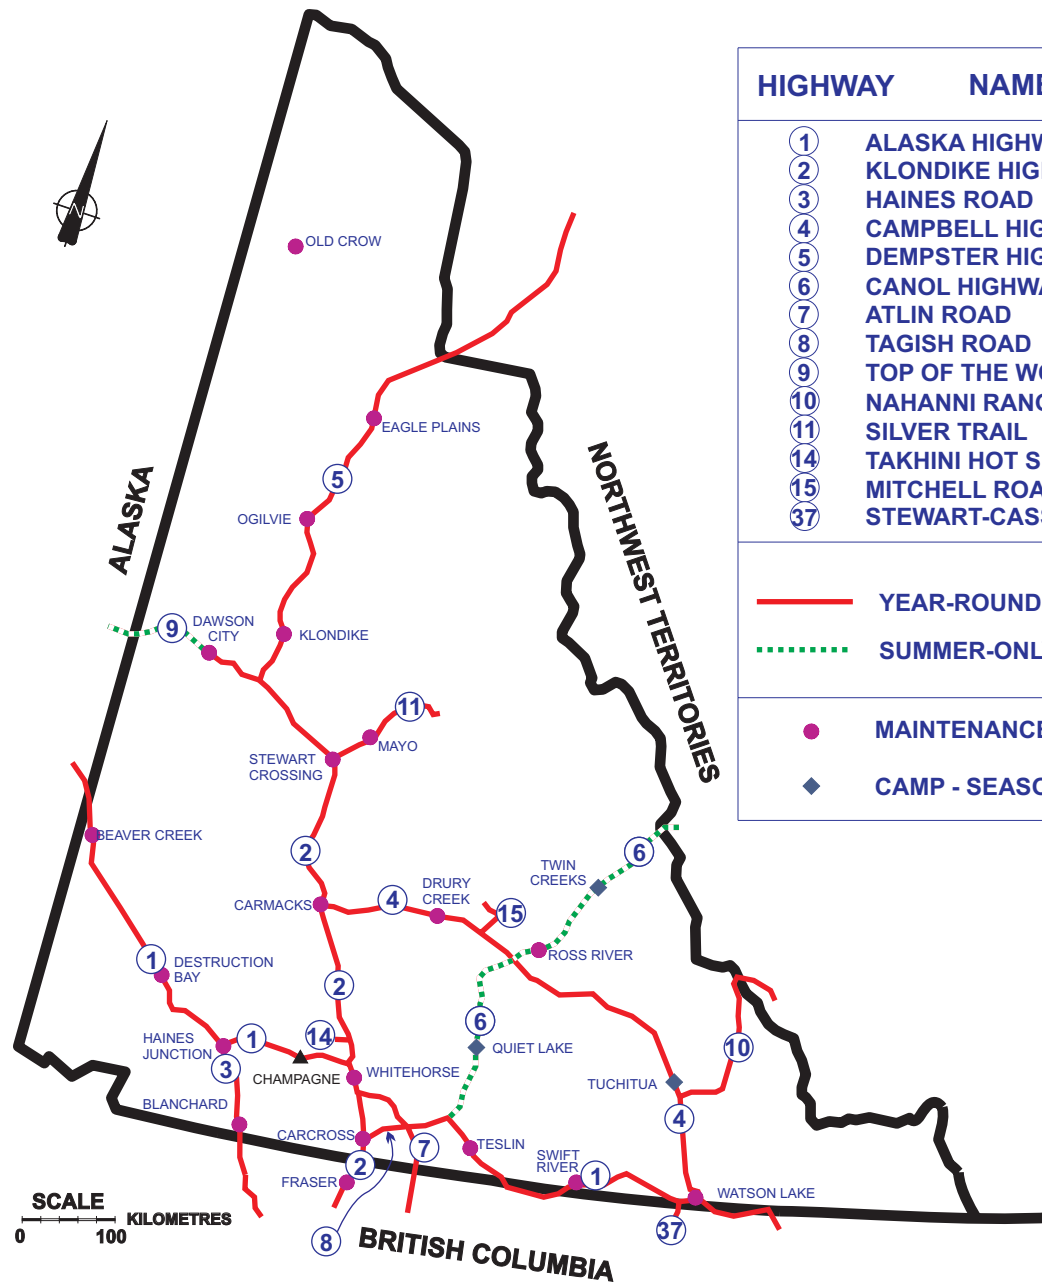 HIGHWAY NAME
1 ALASKA HIGHW
2 KLONDIKE HIGH
3 HAINES ROAD
4 CAMPBELL HIG
5 DEMPSTER HIG
6 CANOL HIGHWA
7 ATLIN ROAD
8 TAGISH ROAD
9 TOP OF THE WO
10 NAHANNI RANG
11 SILVER TRAIL
14 TAKHINI HOT S
15 MITCHELL ROA
37 STEWART-CASS
YEAR-ROUND
SUMMER-ONL
MAINTENANCE
CAMP - SEASO
N
OLD CROW
EAGLE PLAINS
5
OGILVIE
ALASKA
NORTHWEST TERRITORIES
9
DAWSON
CITY
KLONDIKE
11
MAYO
STEWART
CROSSING
BEAVER CREEK
2
6
TWIN
CREEKS
DRURY
CREEK
4
CARMACKS
15
ROSS RIVER
1
DESTRUCTION
BAY
2
6
14
HAINES
JUNCTION
1
QUIET LAKE
10
3
CHAMPAGNE
WHITEHORSE
TUCHITUA
BLANCHARD
4
CARCROSS
7
TESLIN
2
SWIFT
RIVER
1
FRASER
WATSON LAKE
37
8
SCALE
KILOMETRES
0 100
BRITISH COLUMBIA